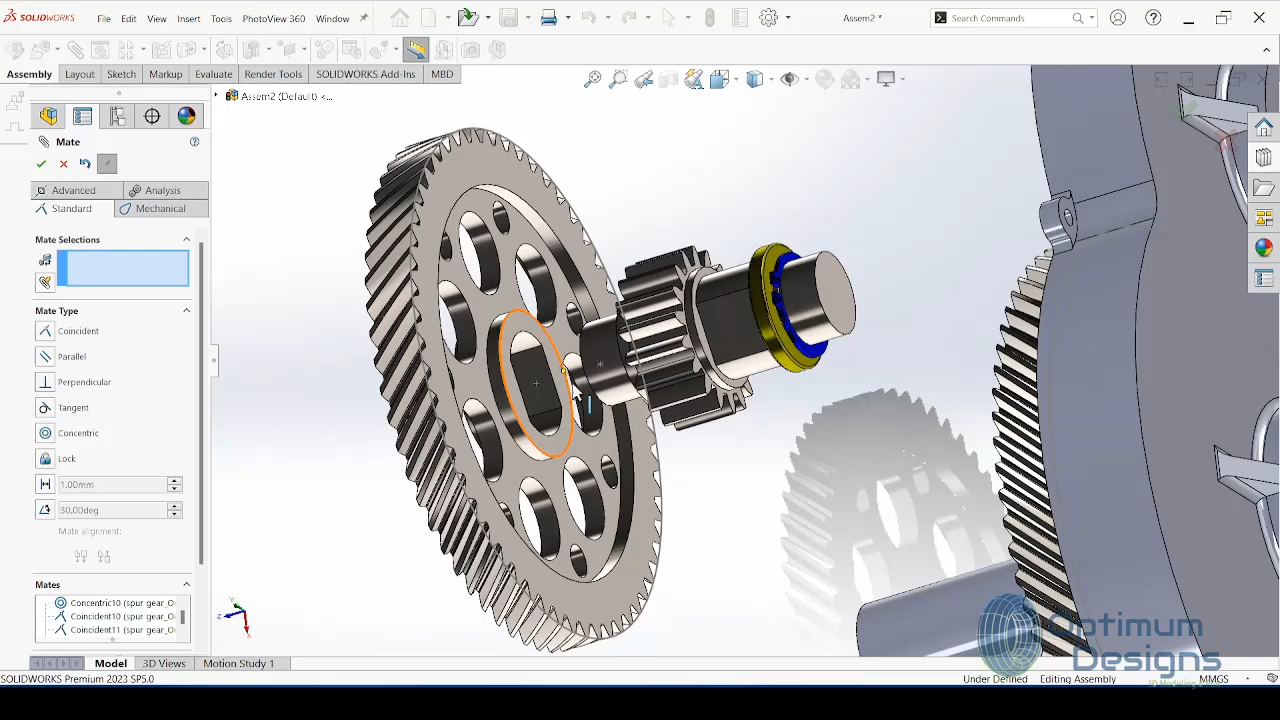 SOLIDWORKS File Edit View Insert Tools PhotoView 360 Window Assem2 * Search Commands
Assembly Layout Sketch Markup Evaluate Render Tools SOLIDWORKS Add-Ins MBD
Assem2 (Default) <...
Mate
Advanced Analysis
Standard Mechanical
Mate Selections
Mate Type
Coincident
Parallel
Perpendicular
Tangent
Concentric
Lock
1.00mm
30.00deg
Mate alignment:
Mates
Concentric10 (spur gear_O
Coincident10 (spur gear_O
Coincident11 (spur gear_O
Optimum
Designs
Model 3D Views Motion Study 1
SOLIDWORKS Premium 2023 SP5.0 Under Defined Editing Assembly MMGS